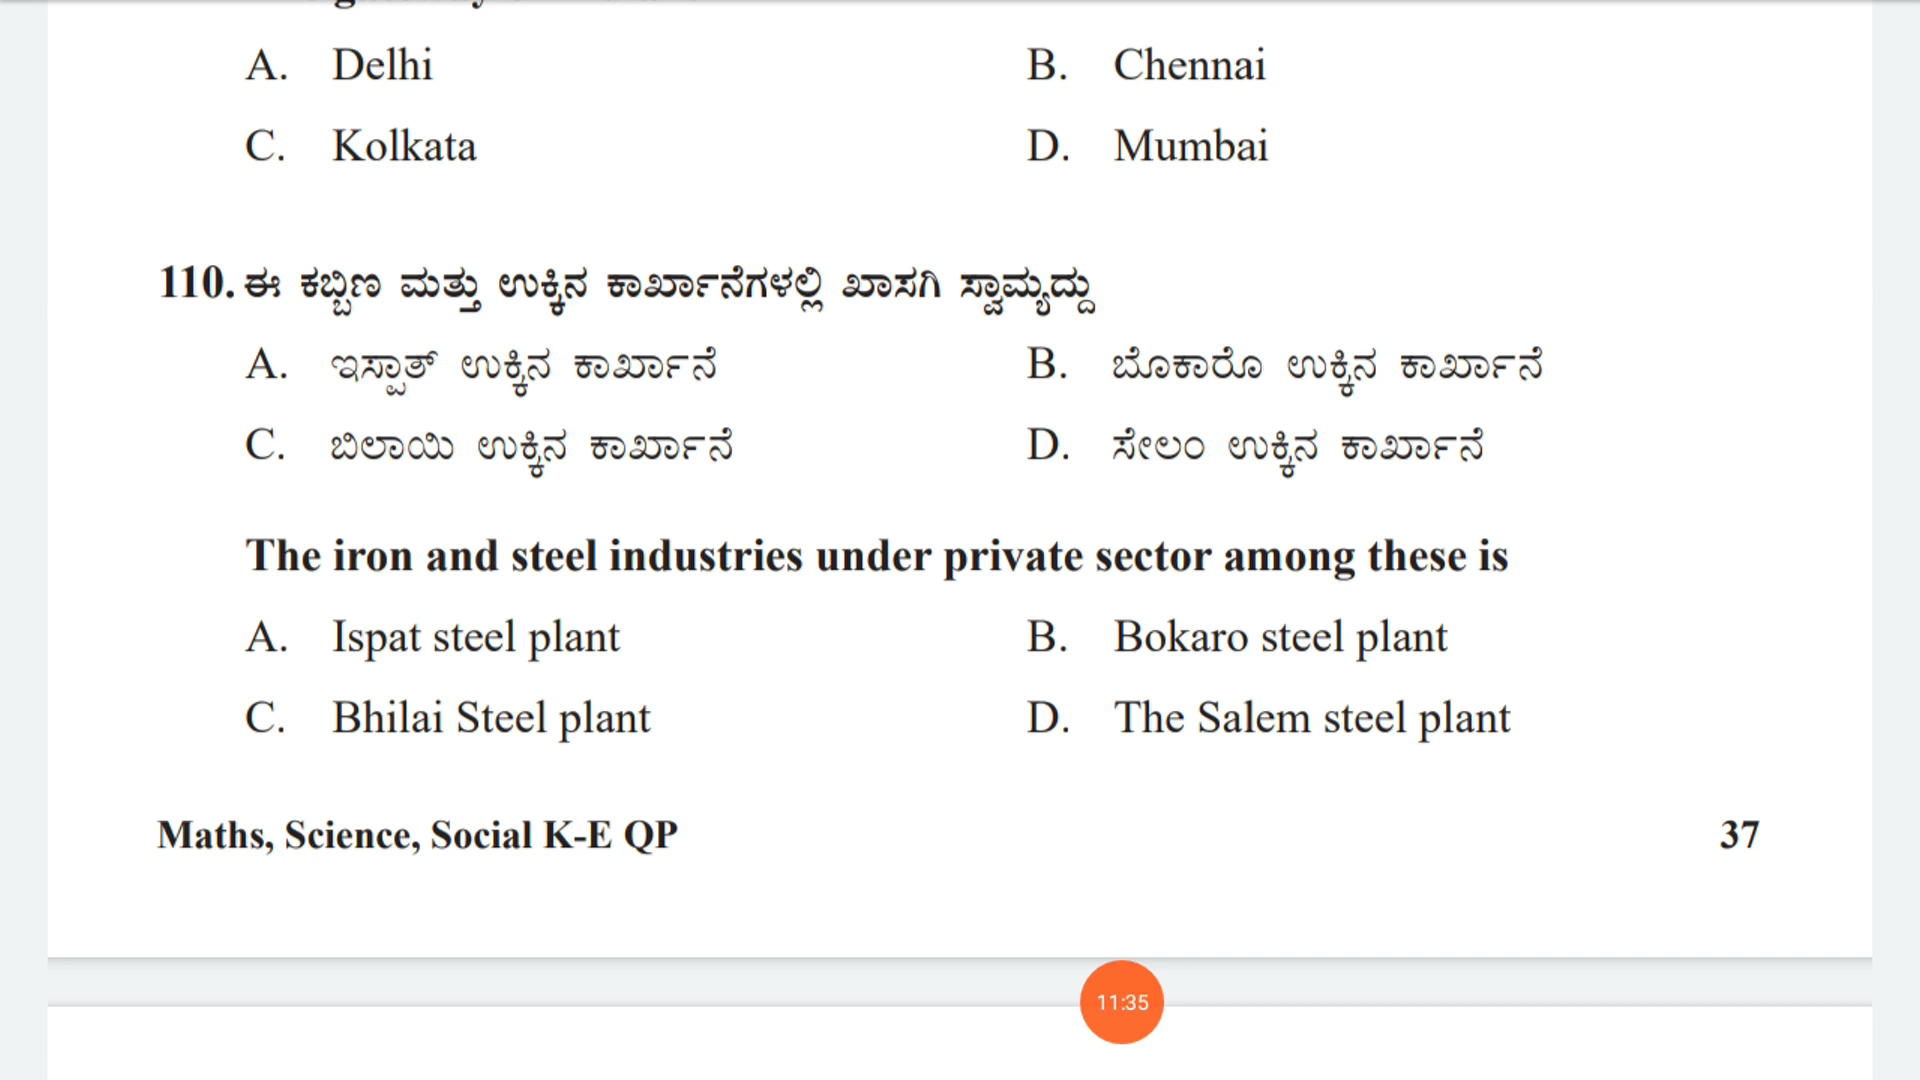 A. Delhi B. Chennai
C. Kolkata D. Mumbai
110. ಈ ಕಬ್ಬಿಣ ಮತ್ತು ಉಕ್ಕಿನ ಕಾರ್ಖಾನೆಗಳಲ್ಲಿ ಖಾಸಗಿ ಸ್ವಾಮ್ಯದ್ದು
A. ಇಸ್ಪಾತ್ ಉಕ್ಕಿನ ಕಾರ್ಖಾನೆ B. ಬೊಕಾರೊ ಉಕ್ಕಿನ ಕಾರ್ಖಾನೆ
C. ಬಿಲಾಯಿ ಉಕ್ಕಿನ ಕಾರ್ಖಾನೆ D. ಸೇಲಂ ಉಕ್ಕಿನ ಕಾರ್ಖಾನೆ
The iron and steel industries under private sector among these is
A. Ispat steel plant B. Bokaro steel plant
C. Bhilai Steel plant D. The Salem steel plant
Maths, Science, Social K-E QP 37
11:35